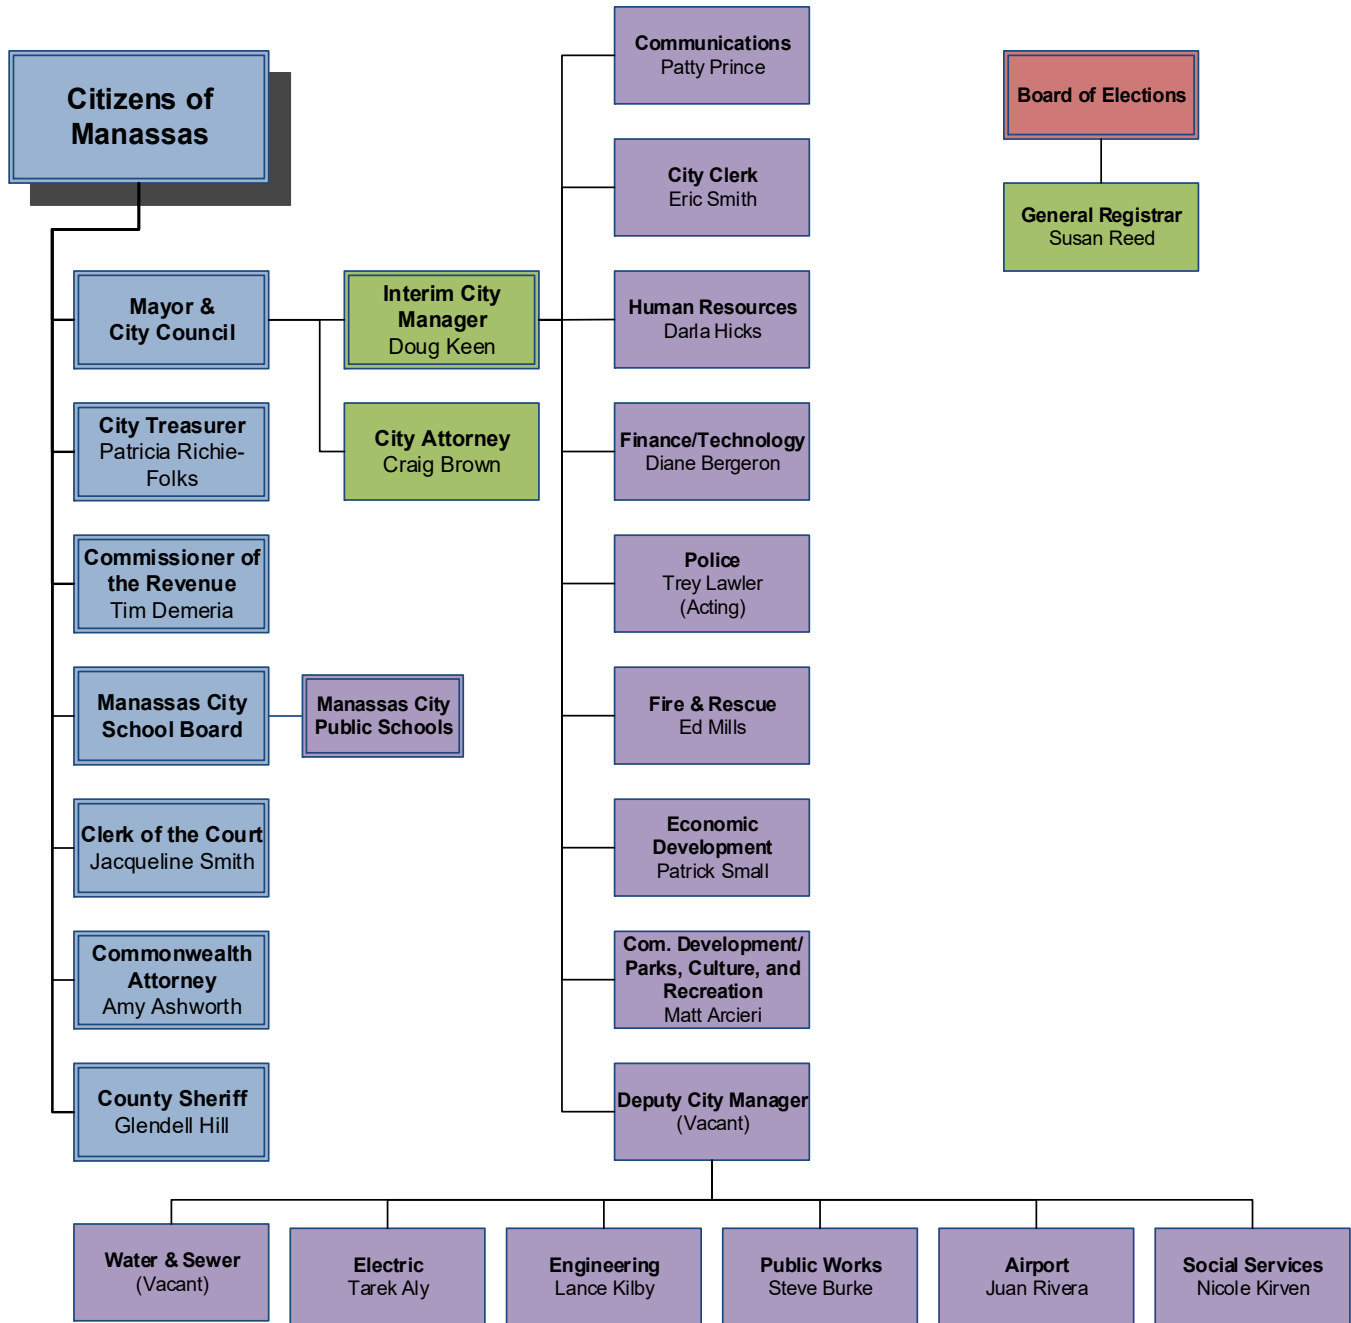 Citizens of
Manassas
Mayor &
City Council
City Treasurer
Patricia Richie-
Folks
Commissioner of
the Revenue
Tim Demeria
Manassas City
School Board
Manassas City
Public Schools
Clerk of the Court
Jacqueline Smith
Commonwealth
Attorney
Amy Ashworth
County Sheriff
Glendell Hill
Interim City
Manager
Doug Keen
City Attorney
Craig Brown
Communications
Patty Prince
City Clerk
Eric Smith
Human Resources
Darla Hicks
Finance/Technology
Diane Bergeron
Police
Trey Lawler
(Acting)
Fire & Rescue
Ed Mills
Economic
Development
Patrick Small
Com. Development/
Parks, Culture, and
Recreation
Matt Arcieri
Deputy City Manager
(Vacant)
Water & Sewer
(Vacant)
Electric
Tarek Aly
Engineering
Lance Kilby
Public Works
Steve Burke
Airport
Juan Rivera
Social Services
Nicole Kirven
Board of Elections
General Registrar
Susan Reed